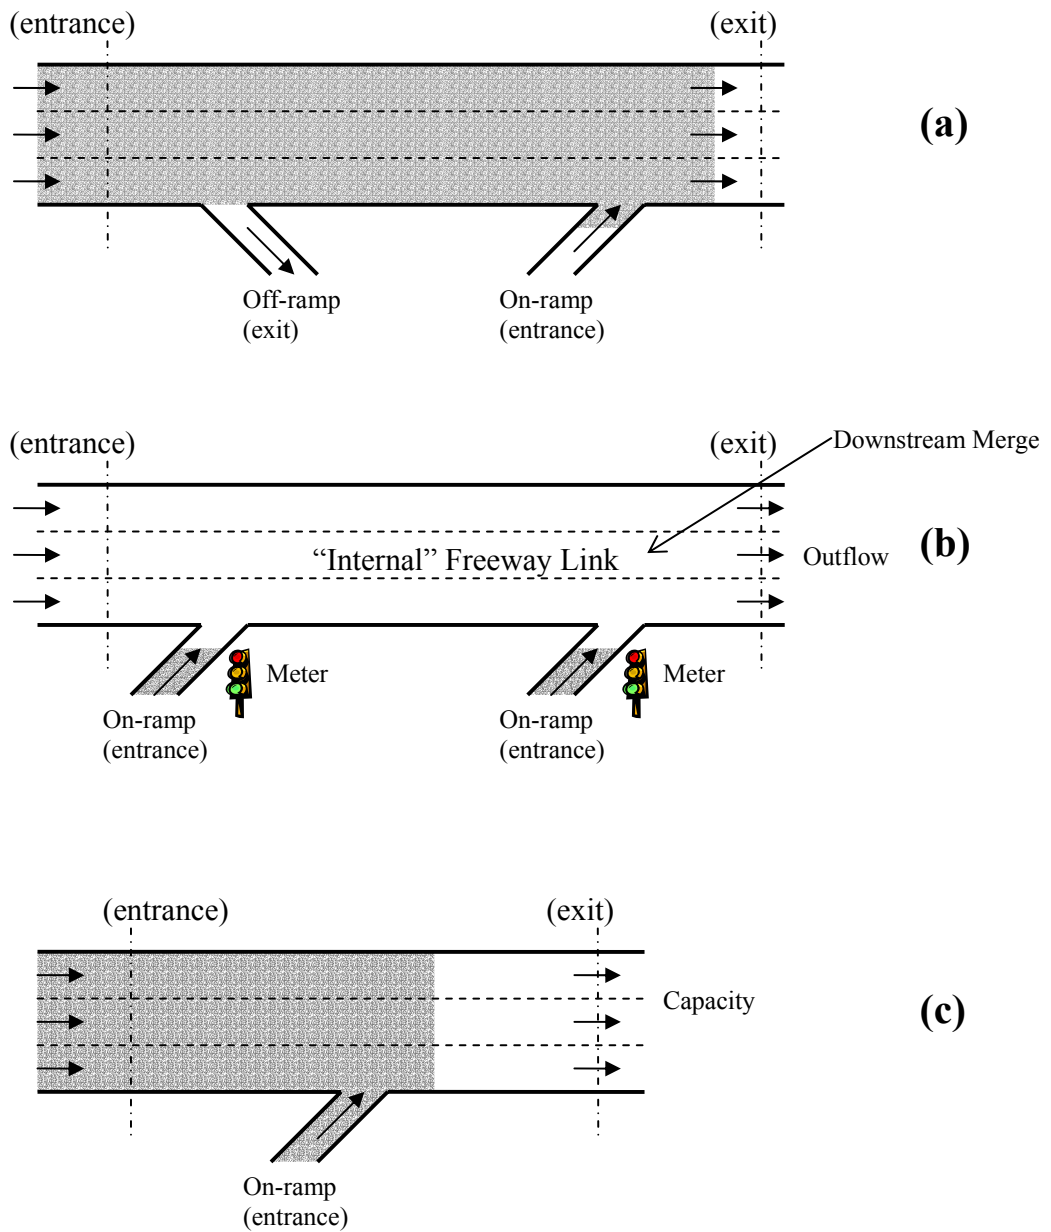 (entrance)
(exit)
(a)
Off-ramp
(exit)
On-ramp
(entrance)
(entrance)
(exit)
Downstream Merge
“Internal” Freeway Link
Outflow
(b)
Meter
Meter
On-ramp
(entrance)
On-ramp
(entrance)
(entrance)
(exit)
Capacity
(c)
On-ramp
(entrance)